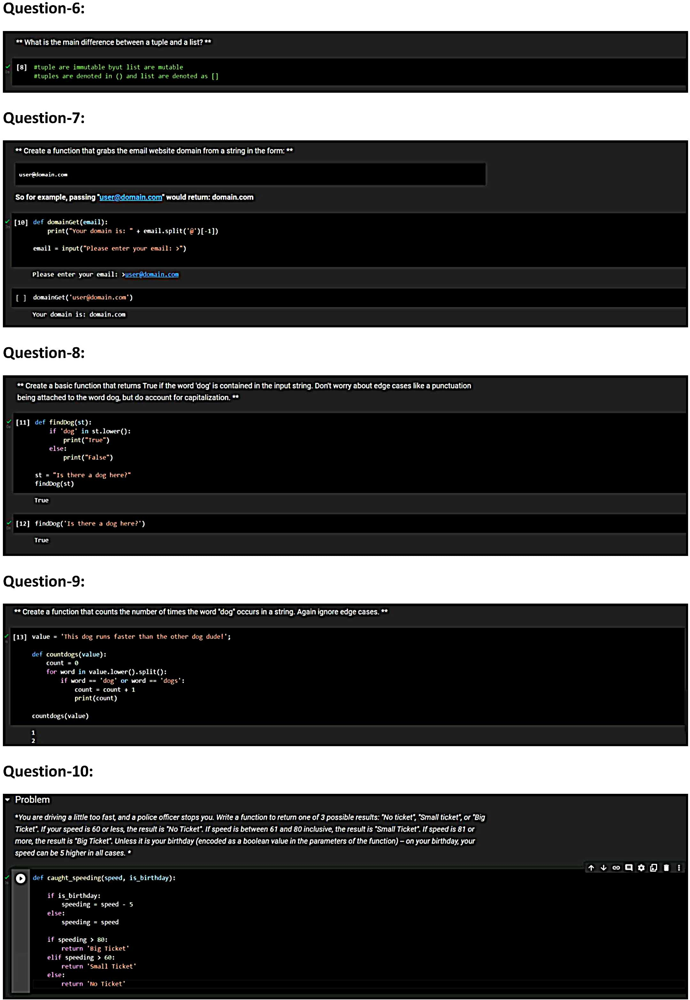 Question-6:
** What is the main difference between a tuple and a list? **
[8] #tuple are immutable byut list are mutable
#tuples are denoted in () and list are denoted as []
Question-7:
** Create a function that grabs the email website domain from a string in the form: **
user@domain.com
So for example, passing "user@domain.com" would return: domain.com
[10] def domainGet(email):
print("Your domain is: " + email.split('@')[-1])
email = input("Please enter your email: >")
Please enter your email: >user@domain.com
[ ] domainGet('user@domain.com')
Your domain is: domain.com
Question-8:
** Create a basic function that returns True if the word 'dog' is contained in the input string. Don't worry about edge cases like a punctuation
being attached to the word dog, but do account for capitalization. **
[11] def findDog(st):
if 'dog' in st.lower():
print("True")
else:
print("False")
st = "Is there a dog here?"
findDog(st)
True
[12] findDog('Is there a dog here?')
True
Question-9:
** Create a function that counts the number of times the word "dog" occurs in a string. Again ignore edge cases. **
[13] value = 'This dog runs faster than the other dog dude!';
def countdogs(value):
count = 0
for word in value.lower().split():
if word == 'dog' or word == 'dogs':
count = count + 1
print(count)
countdogs(value)
1
2
Question-10:
Problem
*You are driving a little too fast, and a police officer stops you. Write a function to return one of 3 possible results: "No ticket", "Small ticket", or "Big
Ticket". If your speed is 60 or less, the result is "No Ticket". If speed is between 61 and 80 inclusive, the result is "Small Ticket". If speed is 81 or
more, the result is "Big Ticket". Unless it is your birthday (encoded as a boolean value in the parameters of the function) – on your birthday, your
speed can be 5 higher in all cases. *
def caught_speeding(speed, is_birthday):
if is_birthday:
speeding = speed - 5
else:
speeding = speed
if speeding > 80:
return 'Big Ticket'
elif speeding > 60:
return 'Small Ticket'
else:
return 'No Ticket'